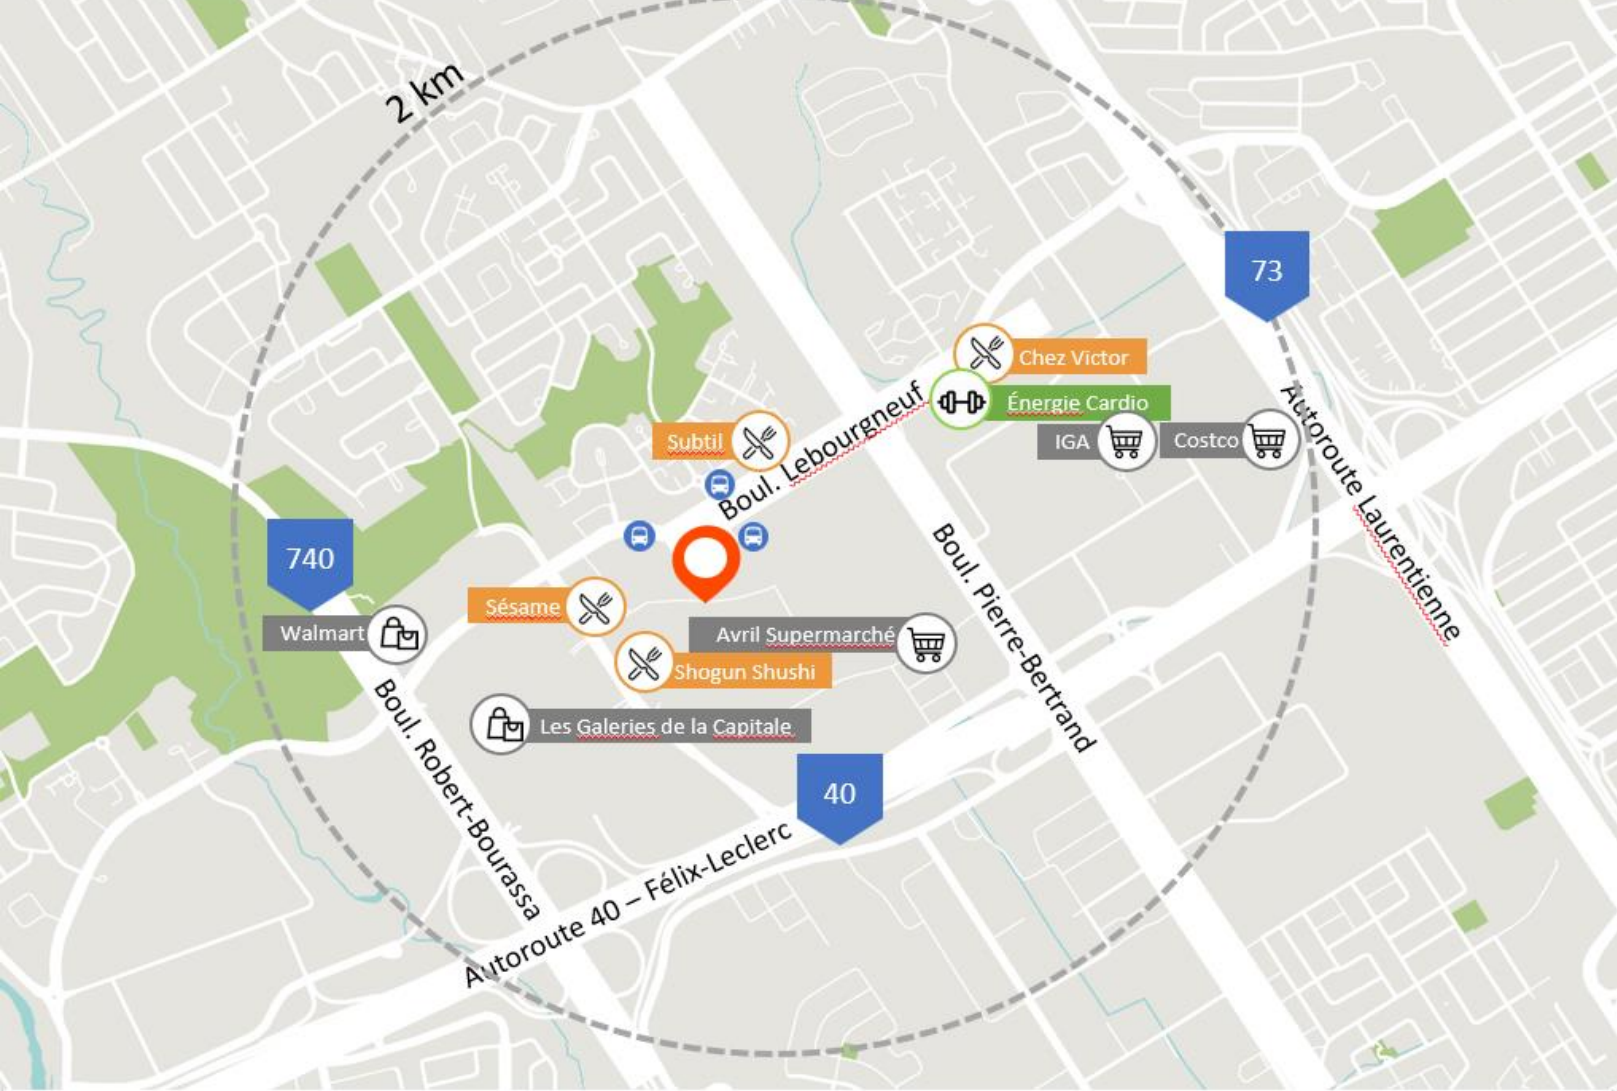 2 km
73
Chez Victor
Énergie Cardio
Subtil
IGA
Costco
Boul. Lebourgneuf
Autoroute Laurentienne
740
Sésame
Walmart
Avril Supermarché
Shogun Shushi
Boul. Pierre-Bertrand
Les Galeries de la Capitale
Boul. Robert-Bourassa
40
Autoroute 40 – Félix-Leclerc